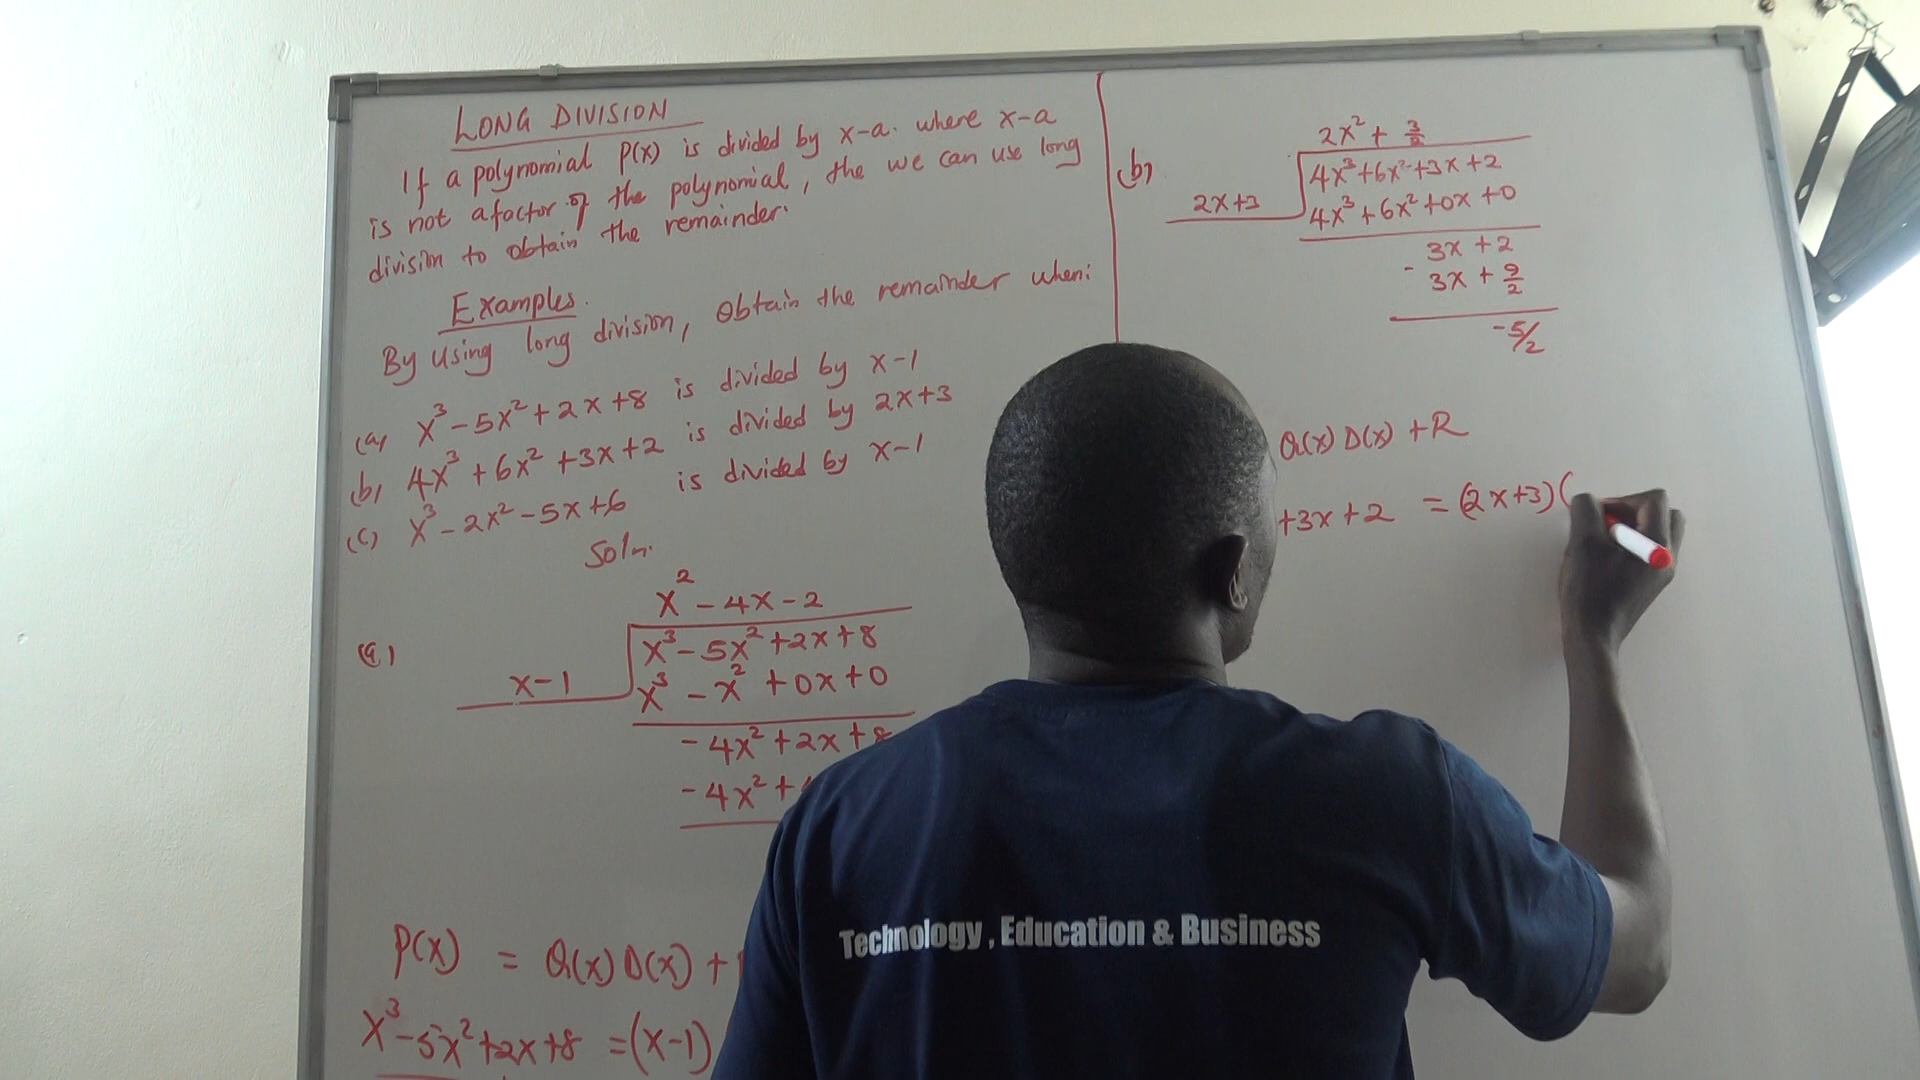 LONG DIVISION
If a polynomial P(x) is divided by x-a. where x-a
is not a factor of the polynomial, the we can use long
division to obtain the remainder.
Examples.
By using long division, obtain the remainder when:
(a) x³ - 5x² + 2x + 8 is divided by x-1
(b) 4x³ + 6x² + 3x + 2 is divided by 2x+3
(c) x³ - 2x² - 5x + 6 is divided by x-1
Soln.
x² - 4x - 2
(a)
x³ - 5x² + 2x + 8
x-1
x³ - x² + 0x + 0
-4x² + 2x + 8
-4x² +
P(x) = Q(x) D(x) +
x³ - 5x² + 2x + 8 = (x-1)
2x² + 3/2
(b)
4x³ + 6x² + 3x + 2
2x+3
4x³ + 6x² + 0x + 0
3x + 2
- 3x + 9/2
-5/2
Q(x) D(x) + R
+3x + 2 = (2x+3)(
Technology, Education & Business